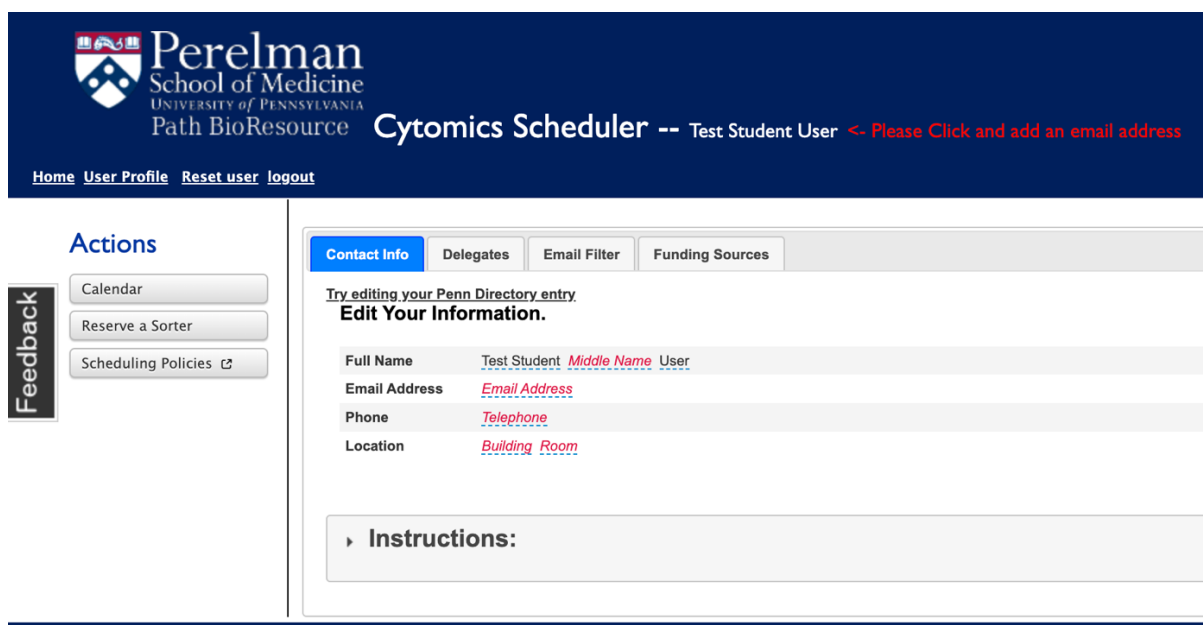 Perelman
School of Medicine
UNIVERSITY of PENNSYLVANIA
Path BioResource
Cytomics Scheduler -- Test Student User <- Please Click and add an email address
Home User Profile Reset user logout
Actions
Calendar
Reserve a Sorter
Scheduling Policies
Feedback
Contact Info Delegates Email Filter Funding Sources
Try editing your Penn Directory entry
Edit Your Information.
Full Name Test Student Middle Name User
Email Address Email Address
Phone Telephone
Location Building Room
Instructions: